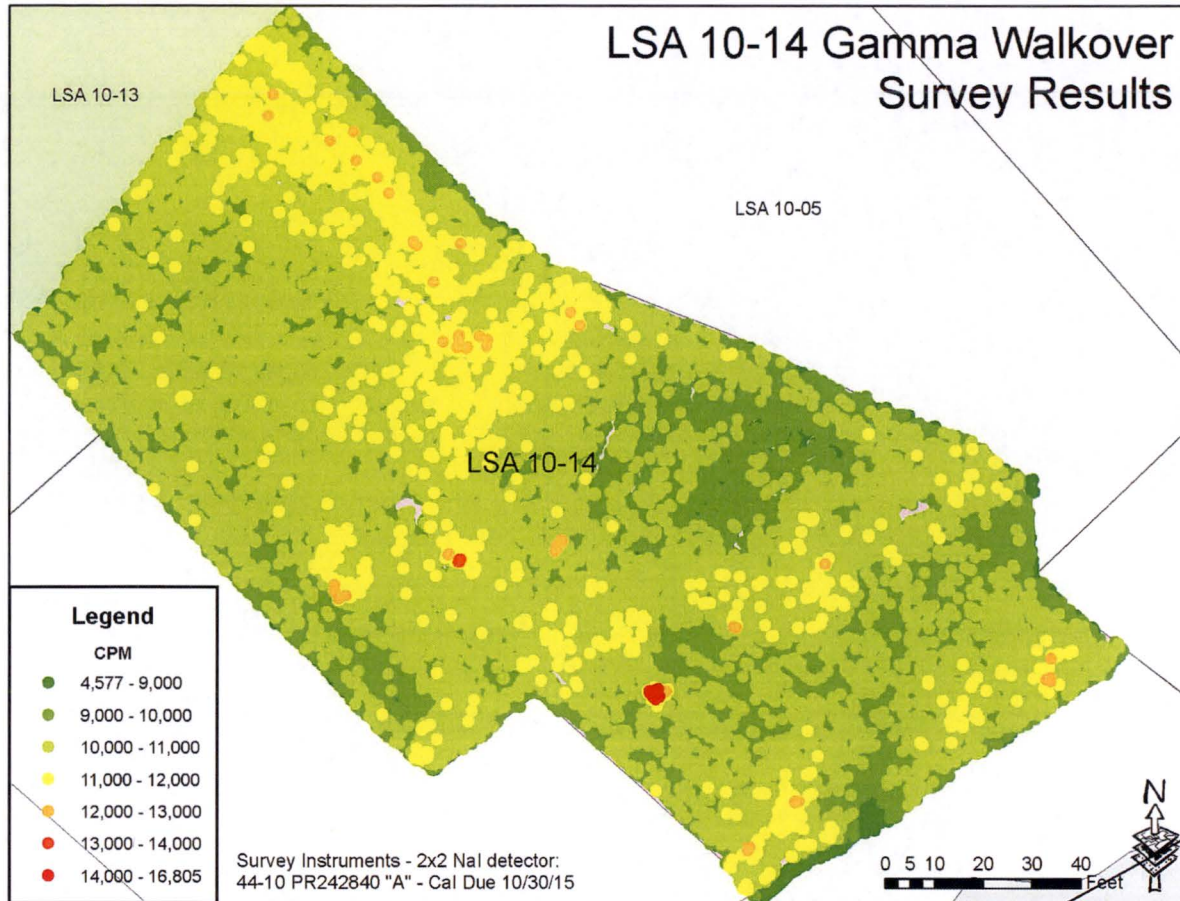 LSA 10-14 Gamma Walkover
Survey Results
LSA 10-13
LSA 10-05
LSA 10-14
Legend
CPM
4,577 - 9,000
9,000 - 10,000
10,000 - 11,000
11,000 - 12,000
12,000 - 13,000
13,000 - 14,000
14,000 - 16,805
Survey Instruments - 2x2 NaI detector:
44-10 PR242840 "A" - Cal Due 10/30/15
N
0 5 10 20 30 40
Feet